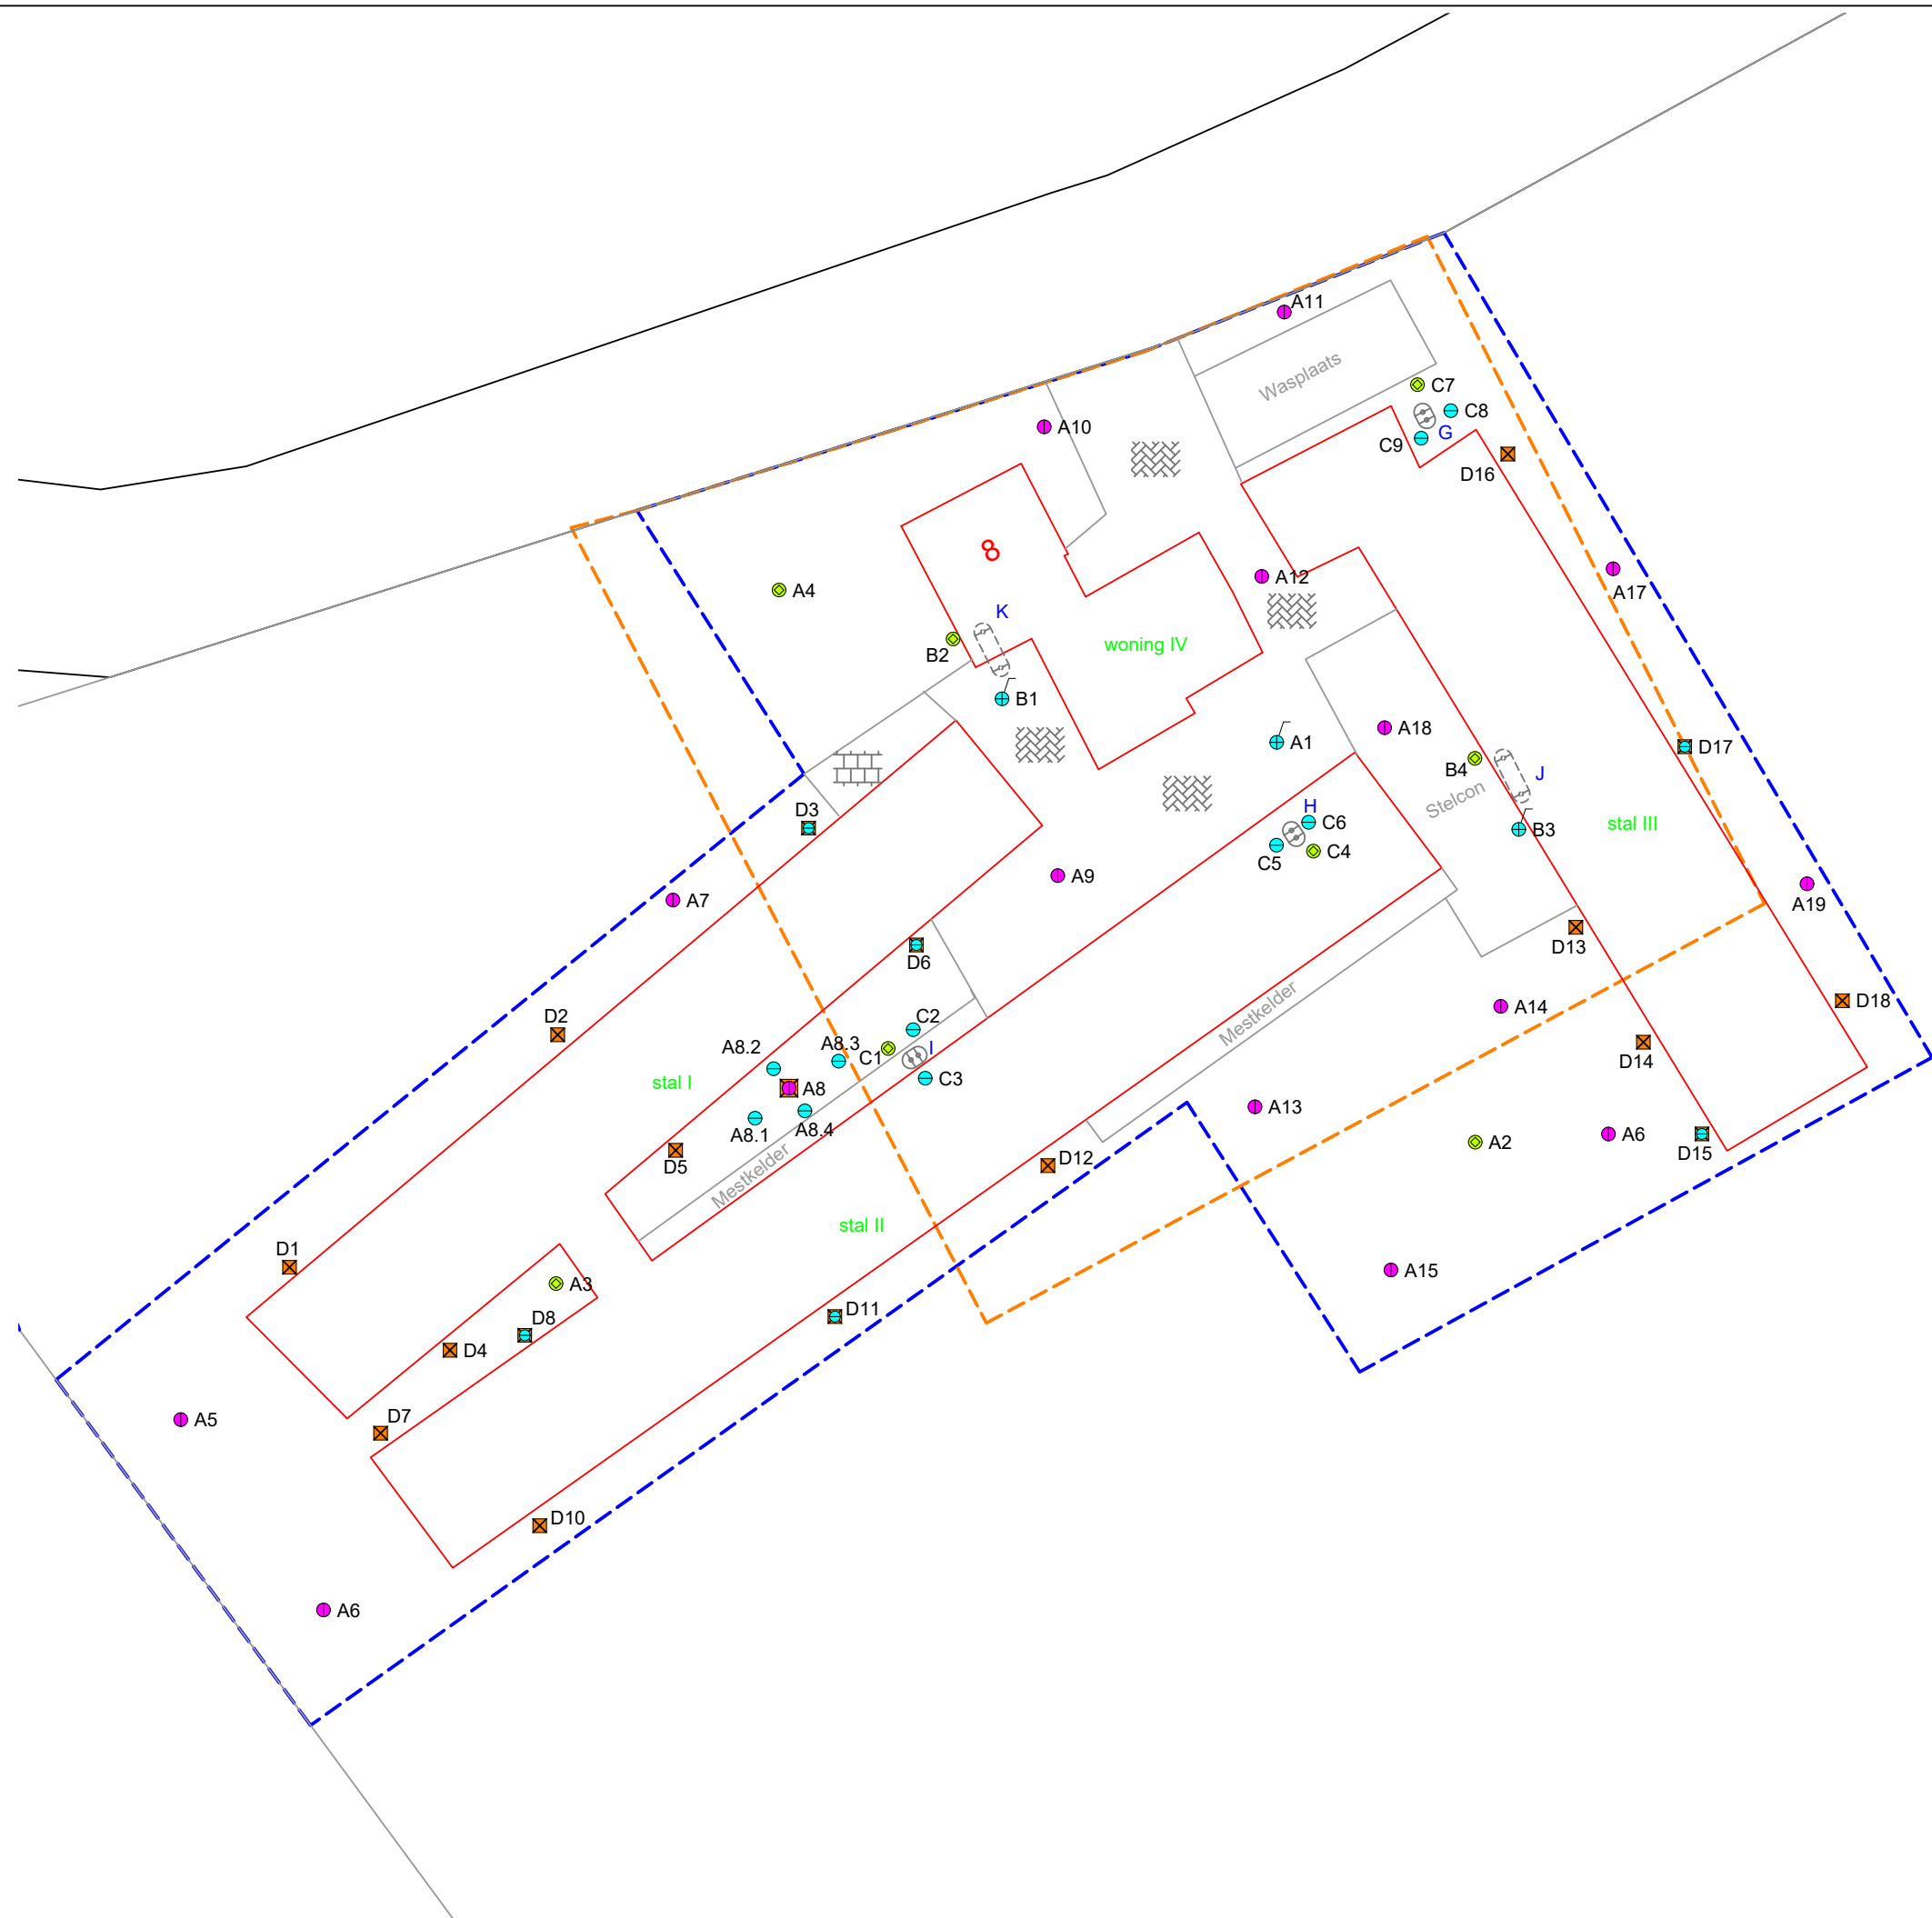 A11
Wasplaats
C7
C8
A10
G
C9
D16
8
A17
A12
A4
K
woning IV
B2
B1
A18
A1
D17
B4
J
Stelcon
H
D3
C6
stal III
B3
C4
C5
A9
A7
A19
D13
D6
D18
A14
D2
Mestkelder
C2
A8.3
A8.2
I
C1
D14
stal I
C3
A8
A13
A8.4
A8.1
A6
A2
D15
D12
D5
Mestkelder
stal II
D1
A15
A3
D11
D8
D4
D7
A5
D10
A6